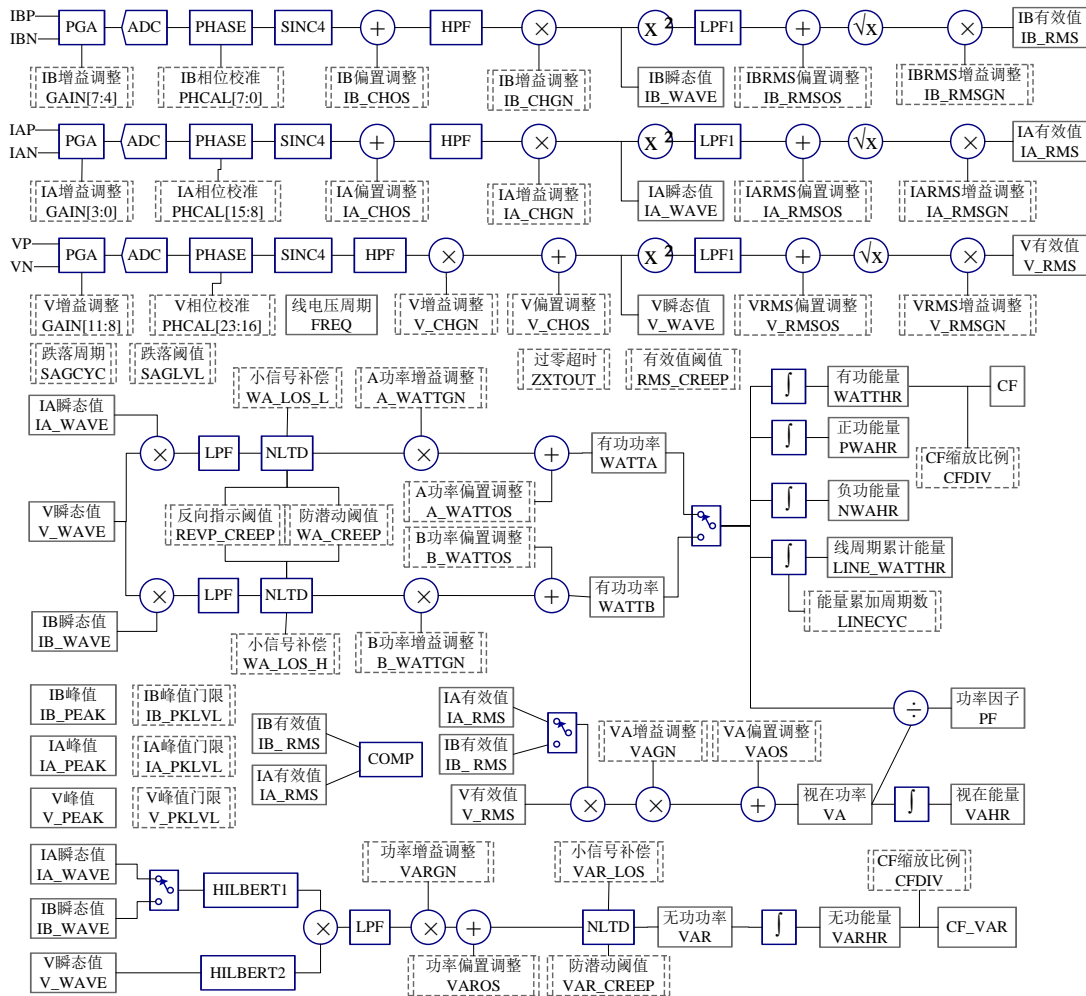 IBP
IBN
PGA
ADC
PHASE
SINC4
+
HPF
×
x 2
LPF1
+
√x
×
IB有效值
IB_RMS
IB增益调整
GAIN[7:4]
IB相位校准
PHCAL[7:0]
IB偏置调整
IB_CHOS
IB增益调整
IB_CHGN
IB瞬态值
IB_WAVE
IBRMS偏置调整
IB_RMSOS
IBRMS增益调整
IB_RMSGN
IAP
IAN
PGA
ADC
PHASE
SINC4
+
HPF
×
x 2
LPF1
+
√x
×
IA有效值
IA_RMS
IA增益调整
GAIN[3:0]
IA相位校准
PHCAL[15:8]
IA偏置调整
IA_CHOS
IA增益调整
IA_CHGN
IA瞬态值
IA_WAVE
IARMS偏置调整
IA_RMSOS
IARMS增益调整
IA_RMSGN
VP
VN
PGA
ADC
PHASE
SINC4
HPF
×
+
x 2
LPF1
+
√x
×
V有效值
V_RMS
V增益调整
GAIN[11:8]
V相位校准
PHCAL[23:16]
线电压周期
FREQ
V增益调整
V_CHGN
V偏置调整
V_CHOS
V瞬态值
V_WAVE
VRMS偏置调整
V_RMSOS
VRMS增益调整
V_RMSGN
跌落周期
SAGCYC
跌落阈值
SAGLVL
小信号补偿
WA_LOS_L
A功率增益调整
A_WATTGN
过零超时
ZXTOUT
有效值阈值
RMS_CREEP
∫
有功能量
WATTHR
CF
IA瞬态值
IA_WAVE
×
LPF
NLTD
×
+
有功功率
WATTA
∫
正功能量
PWAHR
CF缩放比例
CFDIV
V瞬态值
V_WAVE
反向指示阈值
REVP_CREEP
防潜动阈值
WA_CREEP
A功率偏置调整
A_WATTOS
B功率偏置调整
B_WATTOS
∫
负功能量
NWAHR
∫
线周期累计能量
LINE_WATTHR
×
LPF
NLTD
×
+
有功功率
WATTB
能量累加周期数
LINECYC
IB瞬态值
IB_WAVE
小信号补偿
WA_LOS_H
B功率增益调整
B_WATTGN
IB峰值
IB_PEAK
IB峰值门限
IB_PKLVL
IA峰值
IA_PEAK
IA峰值门限
IA_PKLVL
V峰值
V_PEAK
V峰值门限
V_PKLVL
IB有效值
IB_ RMS
IA有效值
IA_RMS
COMP
IA有效值
IA_RMS
IB有效值
IB_ RMS
V有效值
V_RMS
VA增益调整
VAGN
VA偏置调整
VAOS
×
×
+
视在功率
VA
÷
功率因子
PF
∫
视在能量
VAHR
IA瞬态值
IA_WAVE
IB瞬态值
IB_WAVE
V瞬态值
V_WAVE
HILBERT1
HILBERT2
×
LPF
功率增益调整
VARGN
×
+
功率偏置调整
VAROS
小信号补偿
VAR_LOS
NLTD
防潜动阈值
VAR_CREEP
无功功率
VAR
∫
无功能量
VARHR
CF缩放比例
CFDIV
CF_VAR